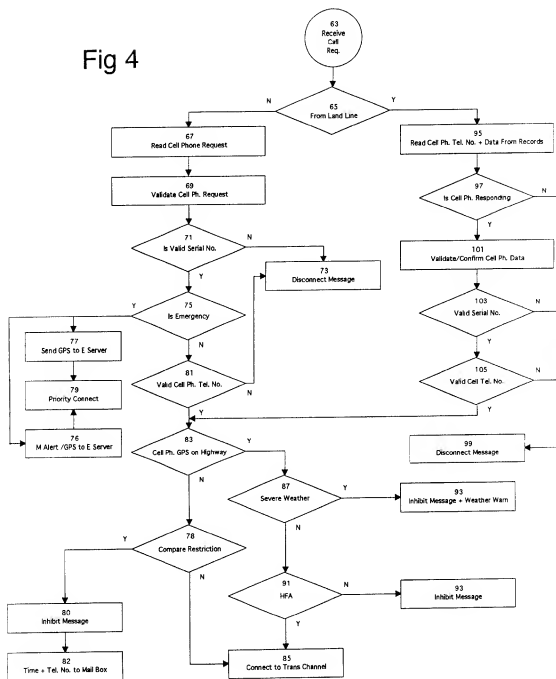 Fig 4
63
Receive
Call
Req.
N
Y
65
From Land Line
67
Read Cell Phone Request
95
Read Cell Ph. Tel. No. + Data From Records
69
Validate Cell Ph. Request
97
Is Cell Ph. Responding
N
Y
71
Is Valid Serial No.
N
Y
101
Validate/Confirm Cell Ph. Data
73
Disconnect Message
Y
75
Is Emergency
N
103
Valid Serial No.
N
Y
77
Send GPS to E Server
81
Valid Cell Ph. Tel. No.
N
Y
105
Valid Cell Tel. No.
N
Y
79
Priority Connect
76
M Alert /GPS to E Server
83
Cell Ph. GPS on Highway
Y
N
99
Disconnect Message
87
Severe Weather
Y
N
93
Inhibit Message + Weather Warn
Y
78
Compare Restriction
N
91
HFA
N
Y
93
Inhibit Message
80
Inhibit Message
82
Time + Tel. No. to Mail Box
85
Connect to Trans Channel